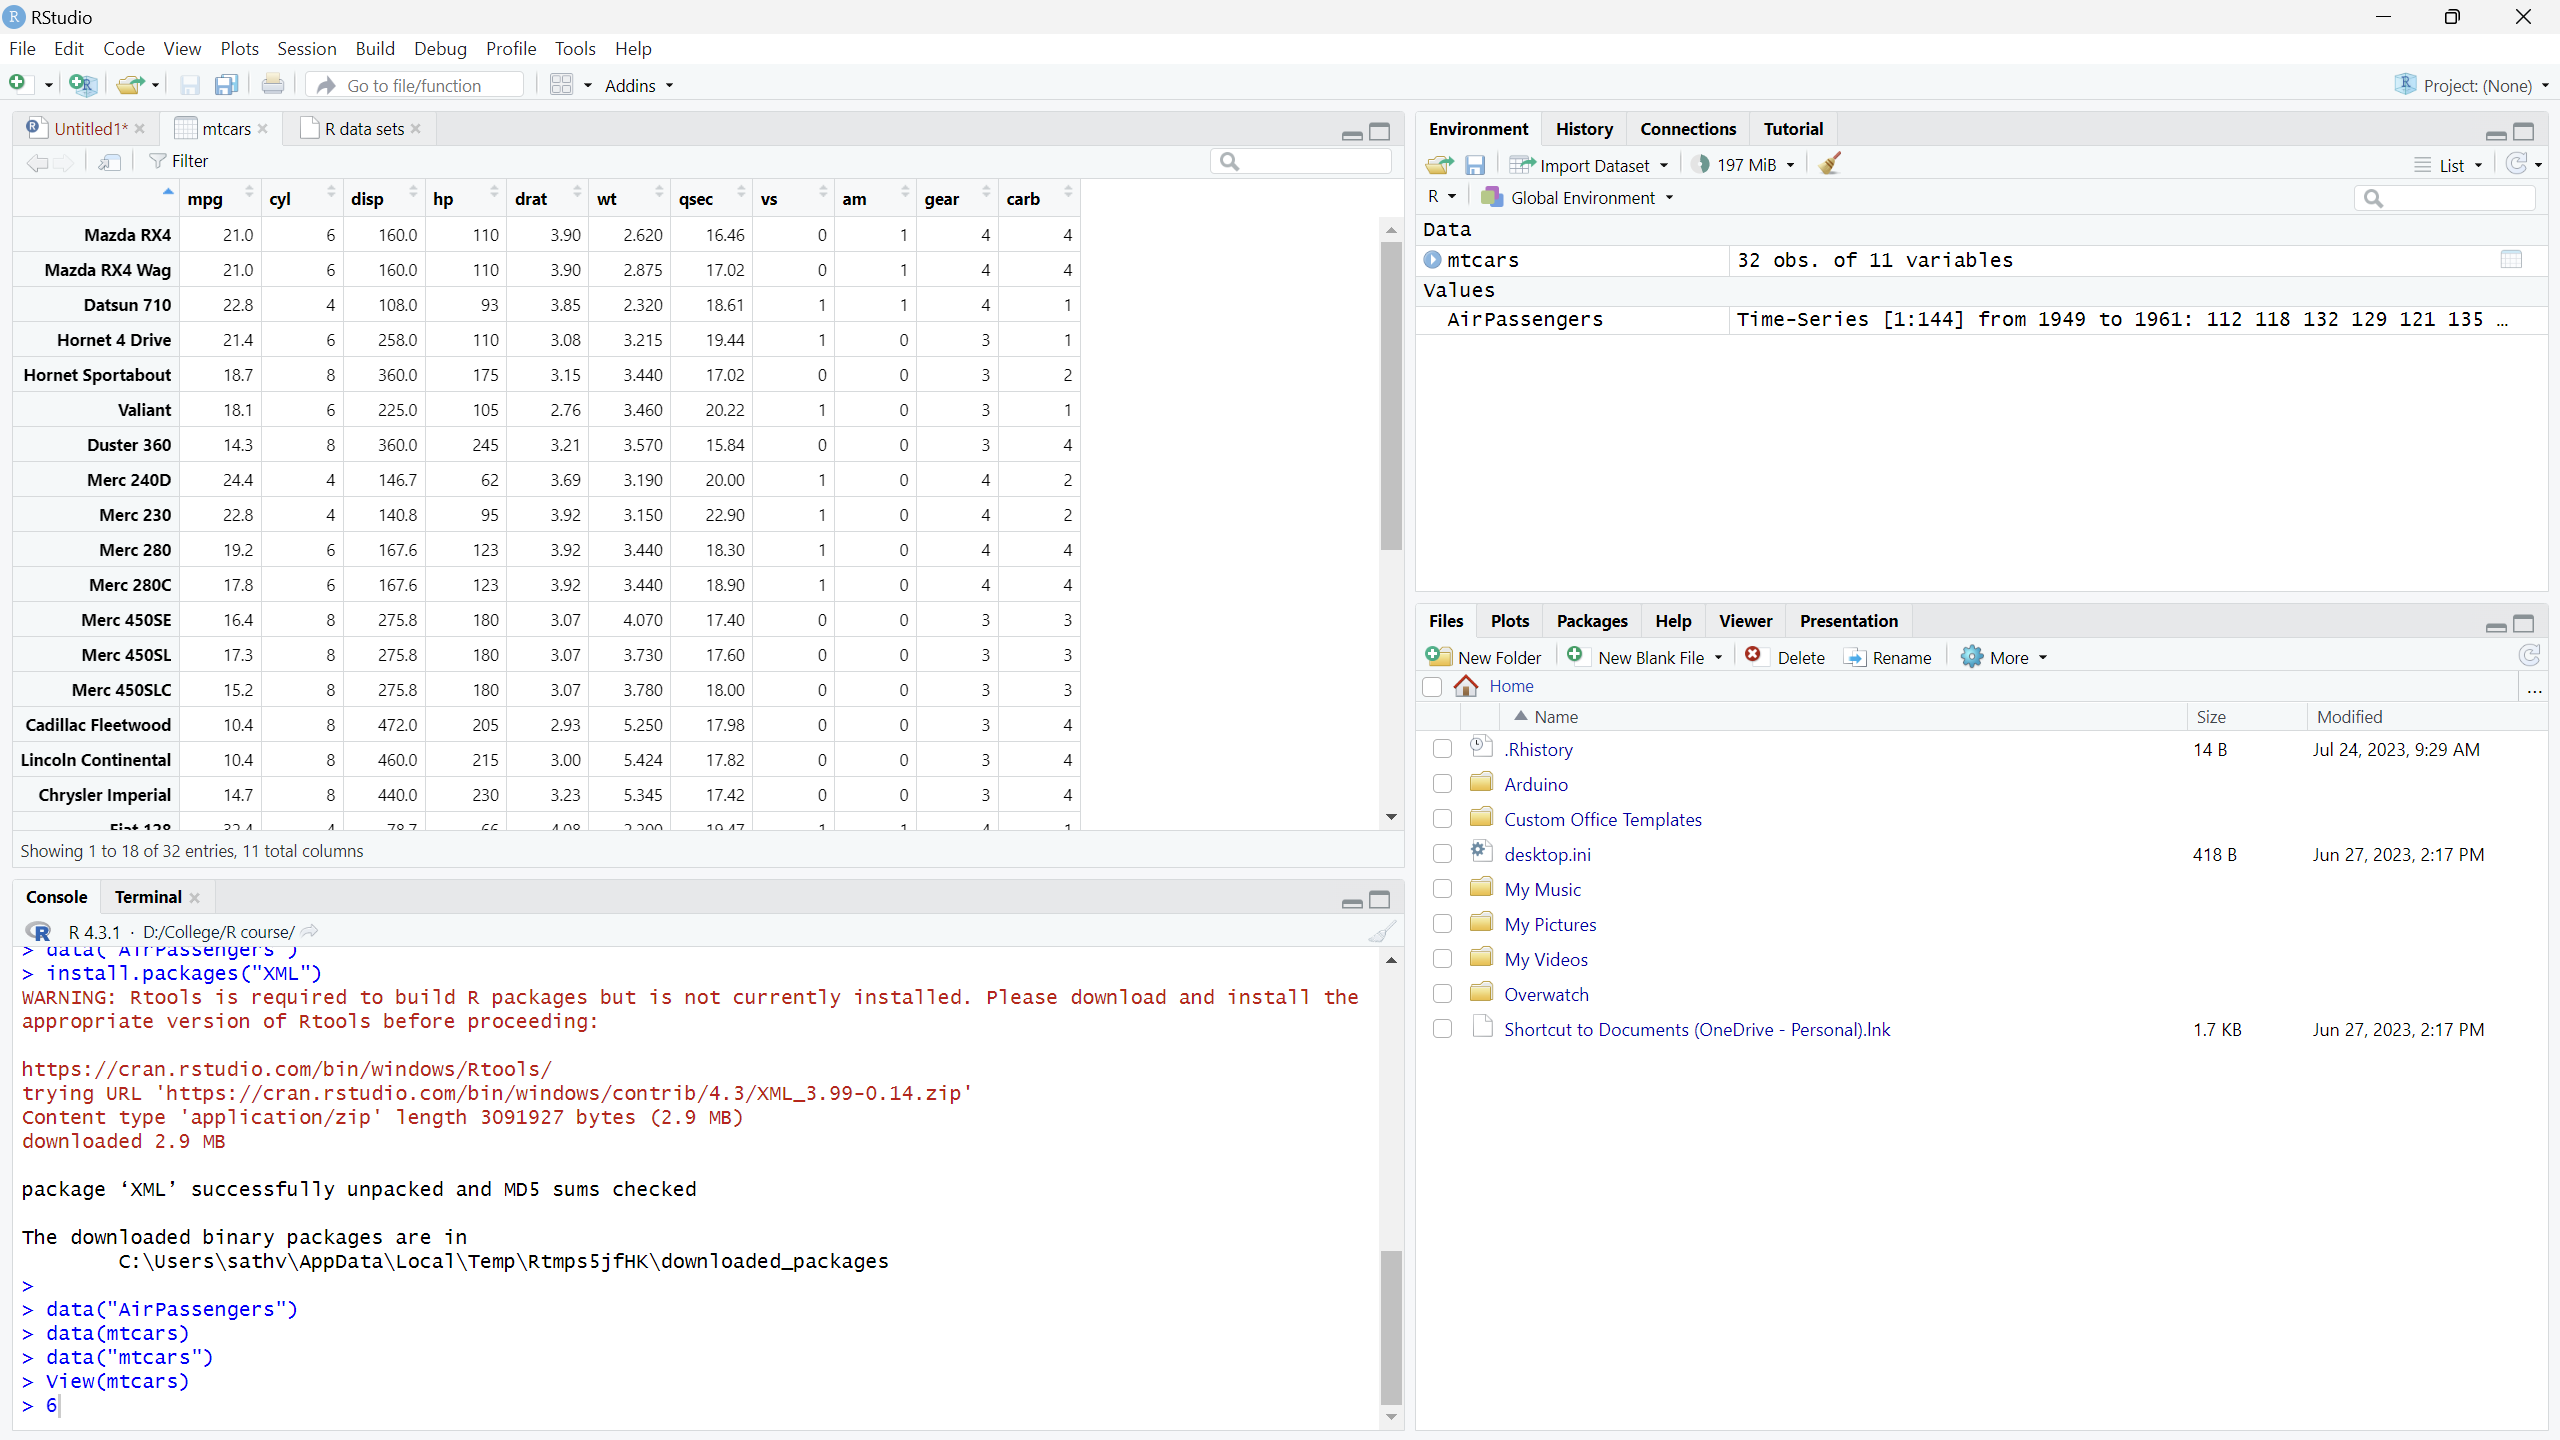 RStudio
File Edit Code View Plots Session Build Debug Profile Tools Help
Go to file/function Addins Project: (None)
Untitled1* mtcars R data sets
Filter
mpg cyl disp hp drat wt qsec vs am gear carb
Mazda RX4 21.0 6 160.0 110 3.90 2.620 16.46 0 1 4 4
Mazda RX4 Wag 21.0 6 160.0 110 3.90 2.875 17.02 0 1 4 4
Datsun 710 22.8 4 108.0 93 3.85 2.320 18.61 1 1 4 1
Hornet 4 Drive 21.4 6 258.0 110 3.08 3.215 19.44 1 0 3 1
Hornet Sportabout 18.7 8 360.0 175 3.15 3.440 17.02 0 0 3 2
Valiant 18.1 6 225.0 105 2.76 3.460 20.22 1 0 3 1
Duster 360 14.3 8 360.0 245 3.21 3.570 15.84 0 0 3 4
Merc 240D 24.4 4 146.7 62 3.69 3.190 20.00 1 0 4 2
Merc 230 22.8 4 140.8 95 3.92 3.150 22.90 1 0 4 2
Merc 280 19.2 6 167.6 123 3.92 3.440 18.30 1 0 4 4
Merc 280C 17.8 6 167.6 123 3.92 3.440 18.90 1 0 4 4
Merc 450SE 16.4 8 275.8 180 3.07 4.070 17.40 0 0 3 3
Merc 450SL 17.3 8 275.8 180 3.07 3.730 17.60 0 0 3 3
Merc 450SLC 15.2 8 275.8 180 3.07 3.780 18.00 0 0 3 3
Cadillac Fleetwood 10.4 8 472.0 205 2.93 5.250 17.98 0 0 3 4
Lincoln Continental 10.4 8 460.0 215 3.00 5.424 17.82 0 0 3 4
Chrysler Imperial 14.7 8 440.0 230 3.23 5.345 17.42 0 0 3 4
Fiat 128 32.4 4 78.7 66 4.08 2.200 19.47 1 1 4 1
Showing 1 to 18 of 32 entries, 11 total columns
Console Terminal
R 4.3.1 · D:/College/R course/
> data("AirPassengers")
> install.packages("XML")
WARNING: Rtools is required to build R packages but is not currently installed. Please download and install the
appropriate version of Rtools before proceeding:
https://cran.rstudio.com/bin/windows/Rtools/
trying URL 'https://cran.rstudio.com/bin/windows/contrib/4.3/XML_3.99-0.14.zip'
Content type 'application/zip' length 3091927 bytes (2.9 MB)
downloaded 2.9 MB
package ‘XML’ successfully unpacked and MD5 sums checked
The downloaded binary packages are in
C:\Users\sathv\AppData\Local\Temp\Rtmps5jfHK\downloaded_packages
>
> data("AirPassengers")
> data(mtcars)
> data("mtcars")
> View(mtcars)
> 6
Environment History Connections Tutorial
Import Dataset 197 MiB List
R Global Environment
Data
mtcars 32 obs. of 11 variables
Values
AirPassengers Time-Series [1:144] from 1949 to 1961: 112 118 132 129 121 135 …
Files Plots Packages Help Viewer Presentation
New Folder New Blank File Delete Rename More
Home ...
Name Size Modified
.Rhistory 14 B Jul 24, 2023, 9:29 AM
Arduino
Custom Office Templates
desktop.ini 418 B Jun 27, 2023, 2:17 PM
My Music
My Pictures
My Videos
Overwatch
Shortcut to Documents (OneDrive - Personal).lnk 1.7 KB Jun 27, 2023, 2:17 PM